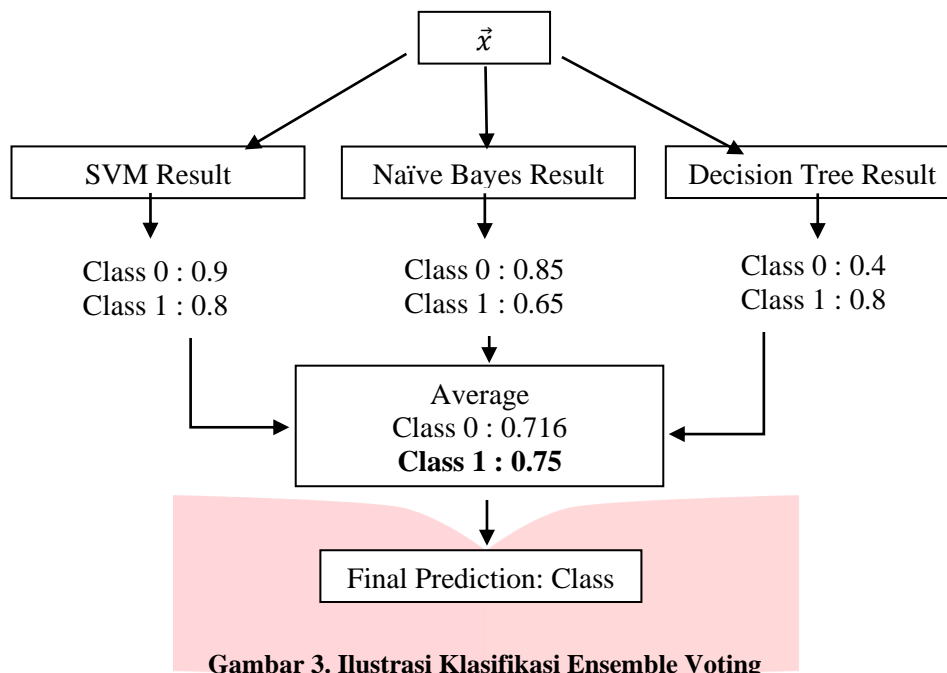 x⃗
SVM Result
Naïve Bayes Result
Decision Tree Result
Class 0 : 0.9
Class 1 : 0.8
Class 0 : 0.85
Class 1 : 0.65
Class 0 : 0.4
Class 1 : 0.8
Average
Class 0 : 0.716
Class 1 : 0.75
Final Prediction: Class
Gambar 3. Ilustrasi Klasifikasi Ensemble Voting